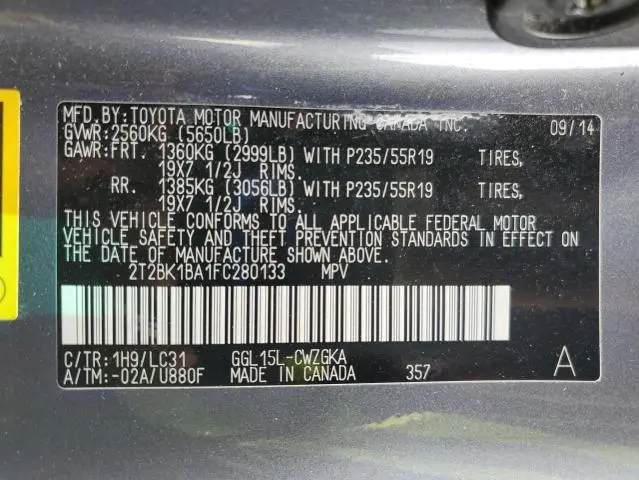 MFD.BY:TOYOTA MOTOR MANUFACTURING CANADA INC. 09/14
GVWR:2560KG (5650LB)
GAWR:FRT. 1360KG (2999LB) WITH P235/55R19 TIRES,
19X7 1/2J RIMS.
RR. 1385KG (3056LB) WITH P235/55R19 TIRES,
19X7 1/2J RIMS.
THIS VEHICLE CONFORMS TO ALL APPLICABLE FEDERAL MOTOR
VEHICLE SAFETY AND THEFT PREVENTION STANDARDS IN EFFECT ON
THE DATE OF MANUFACTURE SHOWN ABOVE.
2T2BK1BA1FC280133 MPV
C/TR:1H9/LC31 GGL15L-CWZGKA
A/TM:-02A/U880F MADE IN CANADA 357 A